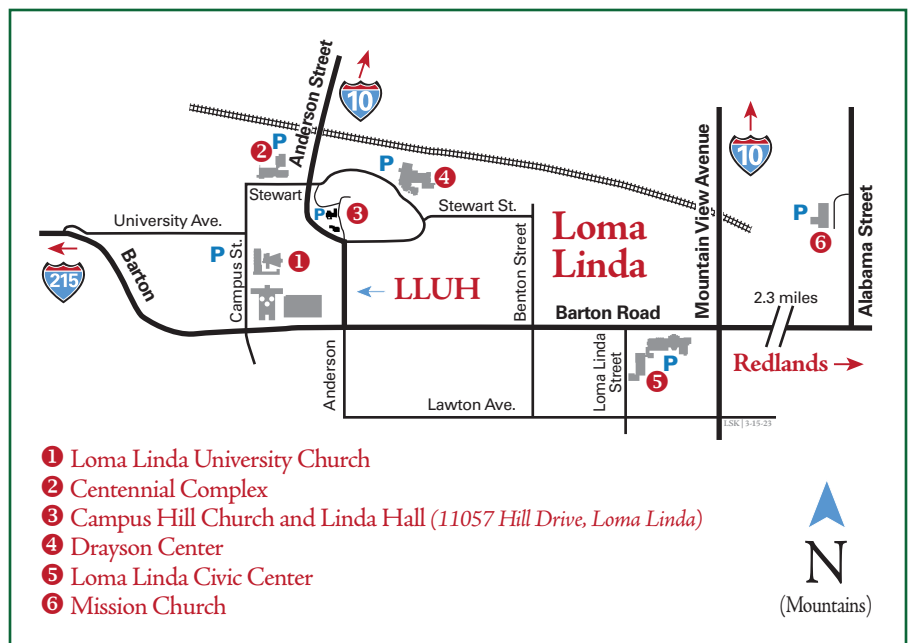 Anderson Street
10
P
2
P
4
Stewart
Stewart St.
P
3
University Ave.
P
Campus St.
1
215
Barton
LLUH
Benton Street
Loma
Linda
Barton Road
Mountain View Avenue
10
P
6
Alabama Street
2.3 miles
Redlands
Anderson
Lawton Ave.
Loma Linda
Street
P
5
LSK | 3-15-23
1 Loma Linda University Church
2 Centennial Complex
3 Campus Hill Church and Linda Hall (11057 Hill Drive, Loma Linda)
4 Drayson Center
5 Loma Linda Civic Center
6 Mission Church
N
(Mountains)